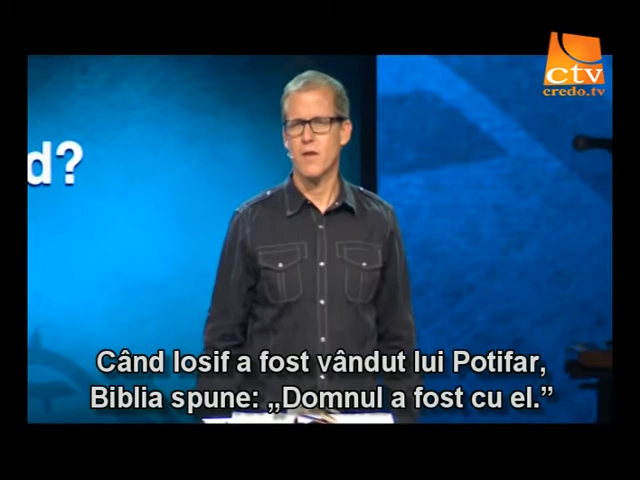 ctv
credo.tv
d?
Când Iosif a fost vândut lui Potifar,
Biblia spune: „Domnul a fost cu el.”